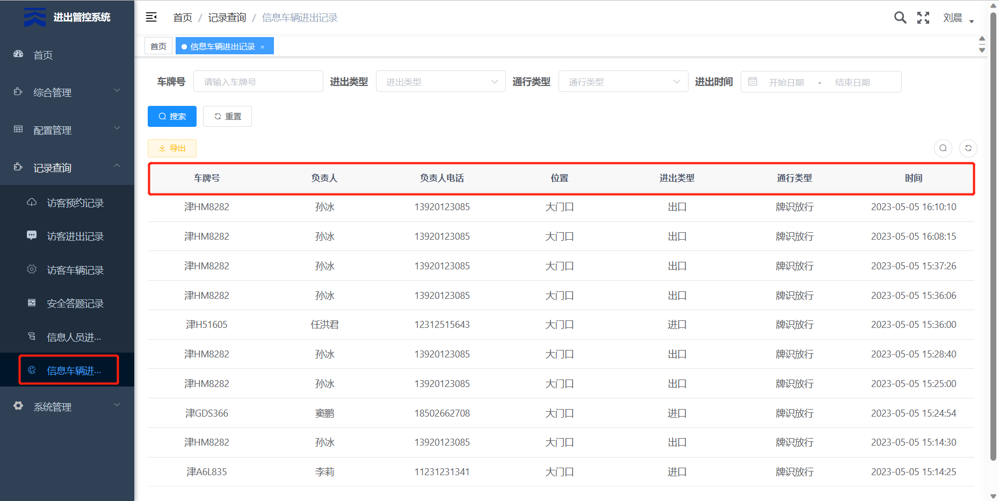 进出管控系统
首页 / 记录查询 / 信息车辆进出记录
刘晨
首页
信息车辆进出记录 ×
首页
综合管理
配置管理
记录查询
访客预约记录
访客进出记录
访客车辆记录
安全答题记录
信息人员进...
信息车辆进...
系统管理
车牌号 请输入车牌号 进出类型 进出类型 通行类型 通行类型 进出时间 开始日期 - 结束日期
搜索 重置
导出
车牌号 负责人 负责人电话 位置 进出类型 通行类型 时间
津HM8282 孙冰 13920123085 大门口 出口 牌识放行 2023-05-05 16:10:10
津HM8282 孙冰 13920123085 大门口 出口 牌识放行 2023-05-05 16:08:15
津HM8282 孙冰 13920123085 大门口 出口 牌识放行 2023-05-05 15:37:26
津HM8282 孙冰 13920123085 大门口 出口 牌识放行 2023-05-05 15:36:06
津H51605 任洪君 12312515643 大门口 进口 牌识放行 2023-05-05 15:36:00
津HM8282 孙冰 13920123085 大门口 出口 牌识放行 2023-05-05 15:28:40
津HM8282 孙冰 13920123085 大门口 出口 牌识放行 2023-05-05 15:25:00
津GDS366 窦鹏 18502662708 大门口 进口 牌识放行 2023-05-05 15:24:54
津HM8282 孙冰 13920123085 大门口 出口 牌识放行 2023-05-05 15:14:30
津A6L835 李莉 11231231341 大门口 进口 牌识放行 2023-05-05 15:14:25